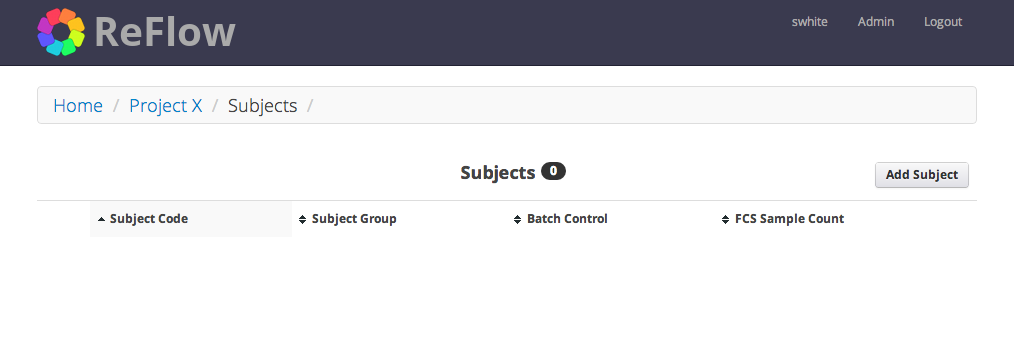 ReFlow
swhite Admin Logout
Home / Project X / Subjects /
Subjects 0
Add Subject
Subject Code Subject Group Batch Control FCS Sample Count